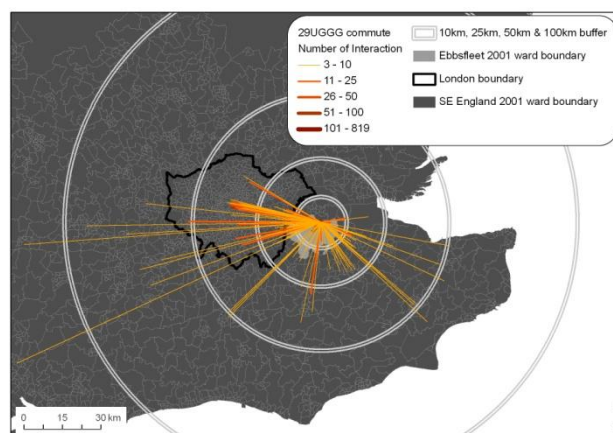 29UGGG commute
Number of Interaction
3 - 10
11 - 25
26 - 50
51 - 100
101 - 819
10km, 25km, 50km & 100km buffer
Ebbsfleet 2001 ward boundary
London boundary
SE England 2001 ward boundary
0 15 30 km